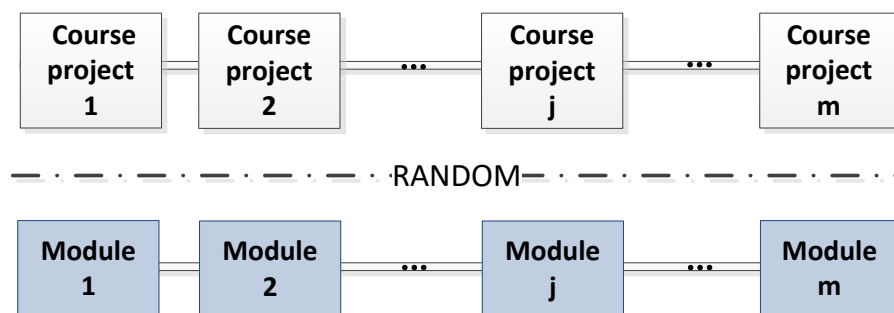 Course project 1
Course project 2
...
Course project j
...
Course project m
RANDOM
Module 1
Module 2
...
Module j
...
Module m